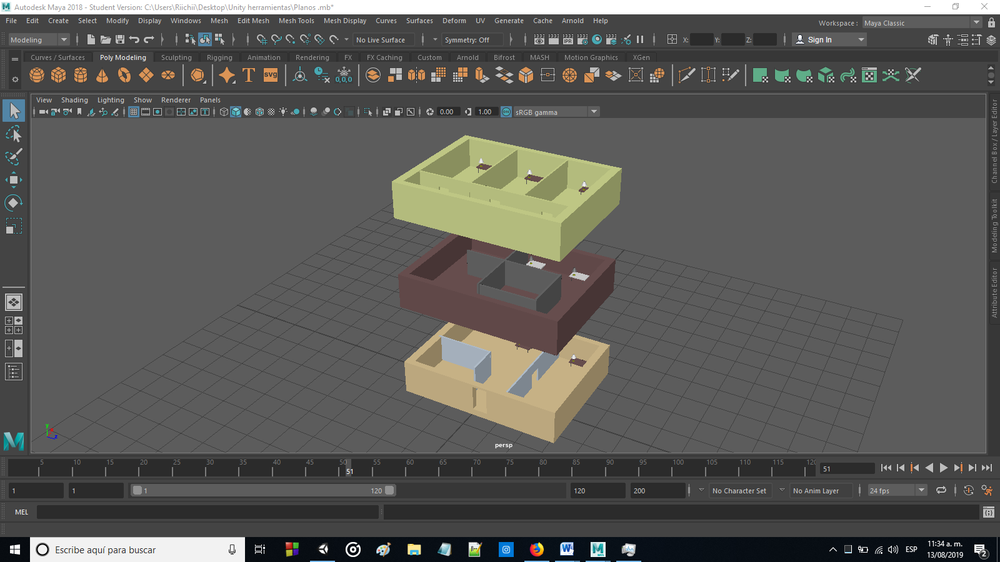 Autodesk Maya 2018 - Student Version: C:\Users\Riichii\Desktop\Unity herramientas\Planos .mb*
File Edit Create Select Modify Display Windows Mesh Edit Mesh Mesh Tools Mesh Display Curves Surfaces Deform UV Generate Cache Arnold Help
Workspace : Maya Classic
Modeling No Live Surface Symmetry: Off IPR X: Y: Z: Sign In
Curves / Surfaces Poly Modeling Sculpting Rigging Animation Rendering FX FX Caching Custom Arnold Bifrost MASH Motion Graphics XGen
T svg 0,0,0
View Shading Lighting Show Renderer Panels
0.00 1.00 ON sRGB gamma
Channel Box / Layer Editor
Modeling Toolkit
Attribute Editor
y
x
z
persp
5 10 15 20 25 30 35 40 45 50 55 60 65 70 75 80 85 90 95 100 105 110 115 120
51 51
1 1 1 120 120 200 No Character Set No Anim Layer 24 fps
MEL
Escribe aquí para buscar
ESP
11:34 a. m.
13/08/2019
2